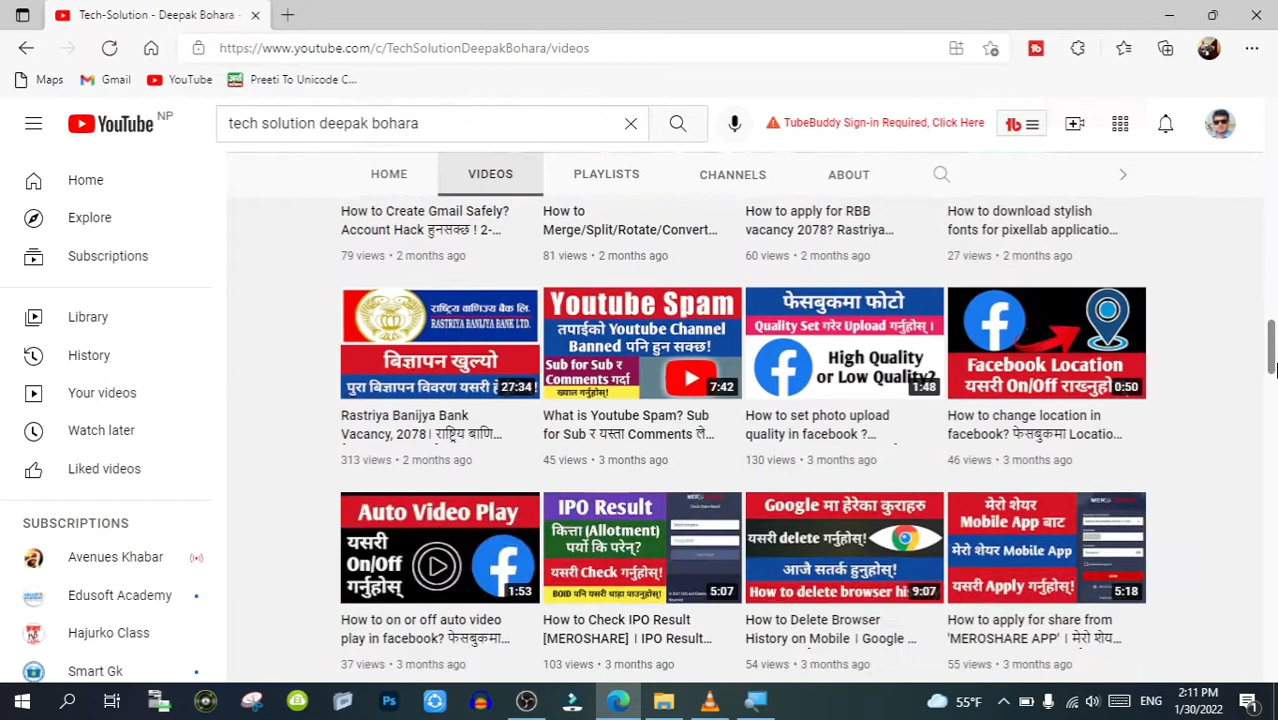 Tech-Solution - Deepak Bohara -
https://www.youtube.com/c/TechSolutionDeepakBohara/videos
Maps Gmail YouTube Preeti To Unicode C...
YouTube NP
tech solution deepak bohara
TubeBuddy Sign-in Required, Click Here
HOME VIDEOS PLAYLISTS CHANNELS ABOUT
Home
Explore
Subscriptions
Library
History
Your videos
Watch later
Liked videos
SUBSCRIPTIONS
Avenues Khabar
Edusoft Academy
Hajurko Class
Smart Gk
How to Create Gmail Safely?
Account Hack हुनसक्छ ! 2-...
79 views • 2 months ago
How to
Merge/Split/Rotate/Convert...
81 views • 2 months ago
How to apply for RBB
vacancy 2078? Rastriya...
60 views • 2 months ago
How to download stylish
fonts for pixellab applicatio...
27 views • 2 months ago
राष्ट्रिय वाणिज्य बैंक लि.
RASTRIYA BANIJYA BANK LTD.
विज्ञापन खुल्यो
पुरा बिज्ञापन विवरण यसरी
27:34
Rastriya Banijya Bank
Vacancy, 2078। राष्ट्रिय बाणि...
313 views • 2 months ago
Youtube Spam
तपाईको Youtube Channel
Banned पनि हुन सक्छ!
Sub for Sub र
Comments गर्दा
ख्याल गर्नुहोस्!
7:42
What is Youtube Spam? Sub
for Sub र यस्ता Comments ले...
45 views • 3 months ago
फेसबुकमा फोटो
Quality Set गरेर Upload गर्नुहोस् ।
High Quality
or Low Quality?
1:48
How to set photo upload
quality in facebook ?...
130 views • 3 months ago
Facebook Location
यसरी On/Off राख्नुहोस्
0:50
How to change location in
facebook? फेसबुकमा Locatio...
46 views • 3 months ago
Auto Video Play
यसरी
On/Off
गर्नुहोस्
1:53
How to on or off auto video
play in facebook? फेसबुकमा...
37 views • 3 months ago
IPO Result
कित्ता (Allotment)
पर्यो कि परेन?
यसरी Check गर्नुहोस्!
BOID पनि यसरी थाहा पाउनुहोस्!
5:07
How to Check IPO Result
[MEROSHARE] । IPO Result...
103 views • 3 months ago
Google मा हेरेका कुराहरु
यसरी delete गर्नुहोस्!
आजै सतर्क हुनुहोस्!
How to delete browser hi
9:07
How to Delete Browser
History on Mobile । Google ...
54 views • 3 months ago
मेरो शेयर
Mobile App बाट
मेरो शेयर Mobile App
यसरी Apply गर्नुहोस्!
5:18
How to apply for share from
'MEROSHARE APP' । मेरो शेय...
55 views • 3 months ago
55°F
ENG
2:11 PM
1/30/2022